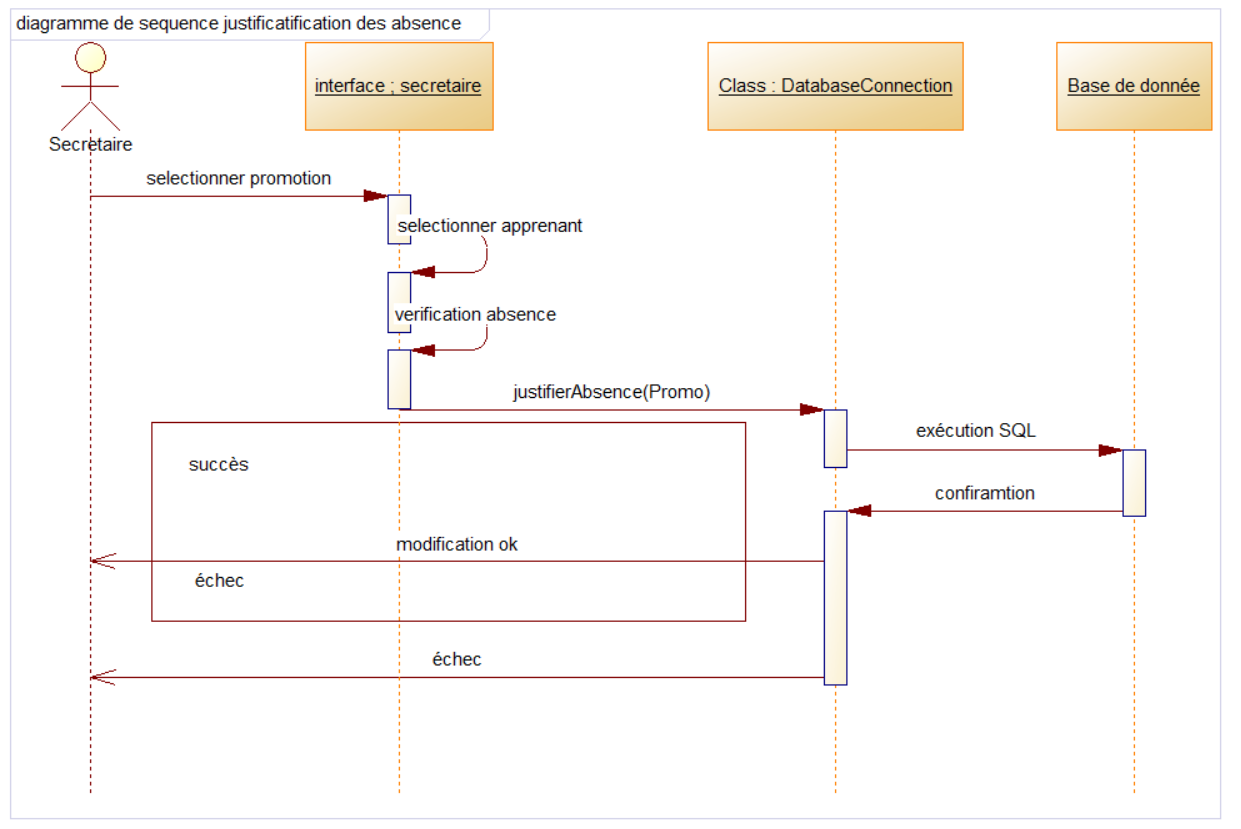 diagramme de sequence justificatification des absence
interface ; secretaire
Class : DatabaseConnection
Base de donnée
Secretaire
selectionner promotion
selectionner apprenant
verification absence
justifierAbsence(Promo)
exécution SQL
succès
confiramtion
modification ok
échec
échec